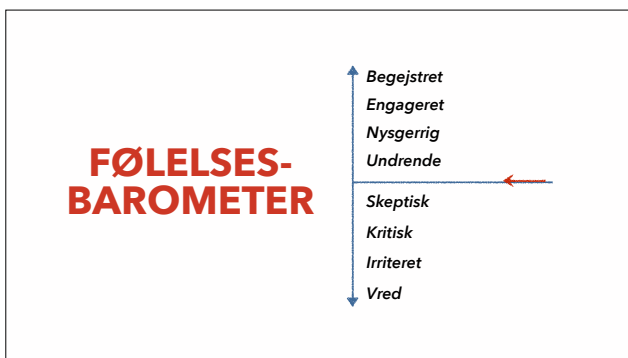 FØLELSES-
BAROMETER
Begejstret
Engageret
Nysgerrig
Undrende
Skeptisk
Kritisk
Irriteret
Vred